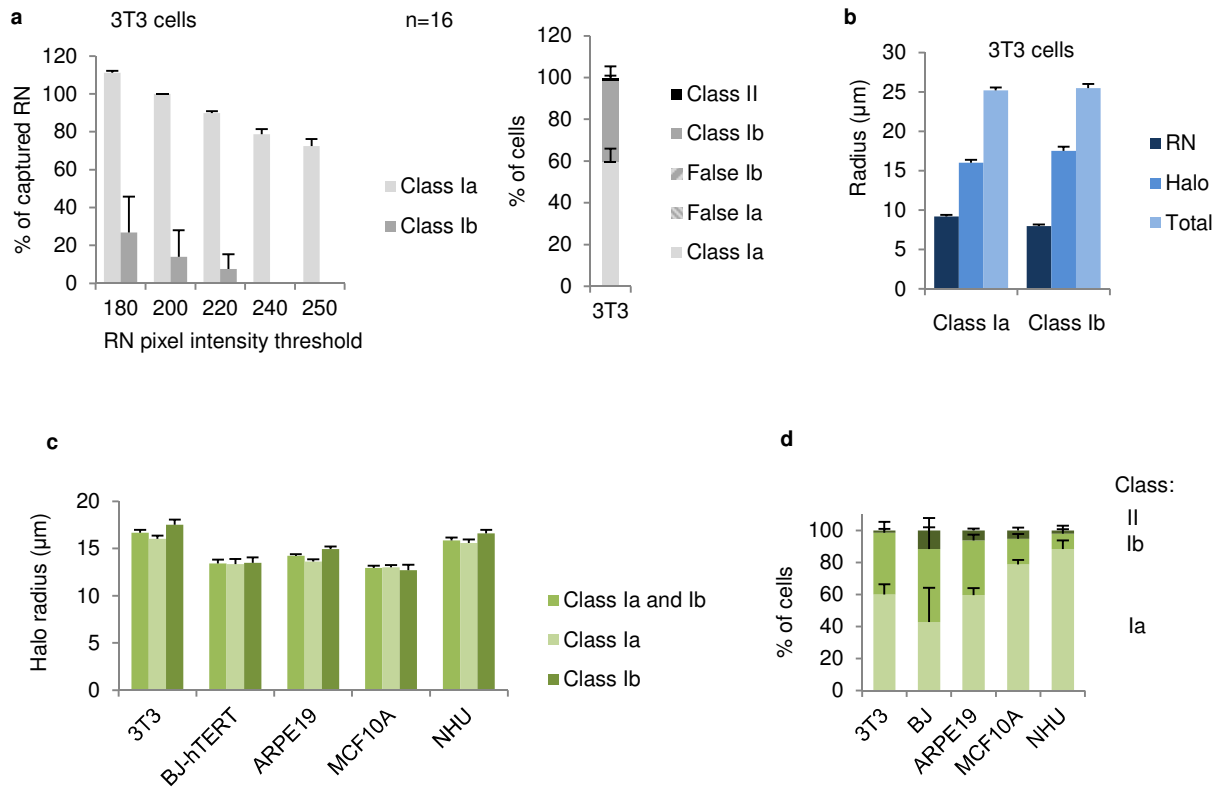 a
3T3 cells
n=16
% of captured RN
120
100
80
60
40
20
0
180 200 220 240 250
RN pixel intensity threshold
Class Ia
Class Ib
% of cells
120
100
80
60
40
20
0
3T3
Class II
Class Ib
False Ib
False Ia
Class Ia
b
3T3 cells
Radius (µm)
30
25
20
15
10
5
0
Class Ia Class Ib
RN
Halo
Total
c
Halo radius (µm)
20
15
10
5
0
3T3
BJ-hTERT
ARPE19
MCF10A
NHU
Class Ia and Ib
Class Ia
Class Ib
d
% of cells
100
80
60
40
20
0
3T3
BJ
ARPE19
MCF10A
NHU
Class:
II
Ib
Ia